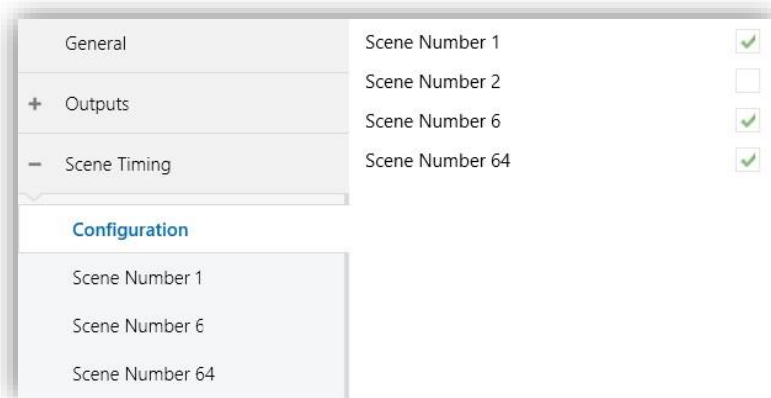 General
+ Outputs
− Scene Timing
Configuration
Scene Number 1
Scene Number 6
Scene Number 64
Scene Number 1
Scene Number 2
Scene Number 6
Scene Number 64